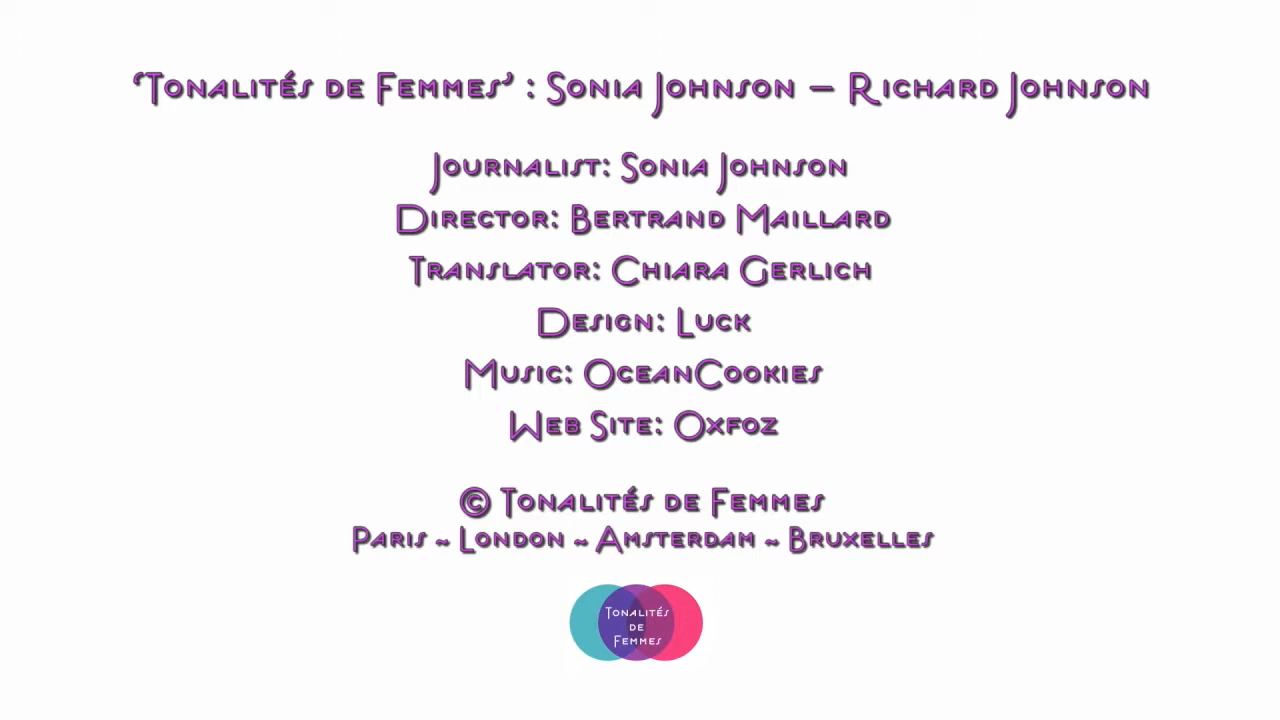 ‘Tonalités de Femmes’ : Sonia Johnson – Richard Johnson
Journalist: Sonia Johnson
Director: Bertrand Maillard
Translator: Chiara Gerlich
Design: Luck
Music: OceanCookies
Web Site: Oxfoz
© Tonalités de Femmes
Paris ~ London ~ Amsterdam ~ Bruxelles
Tonalités
de
Femmes